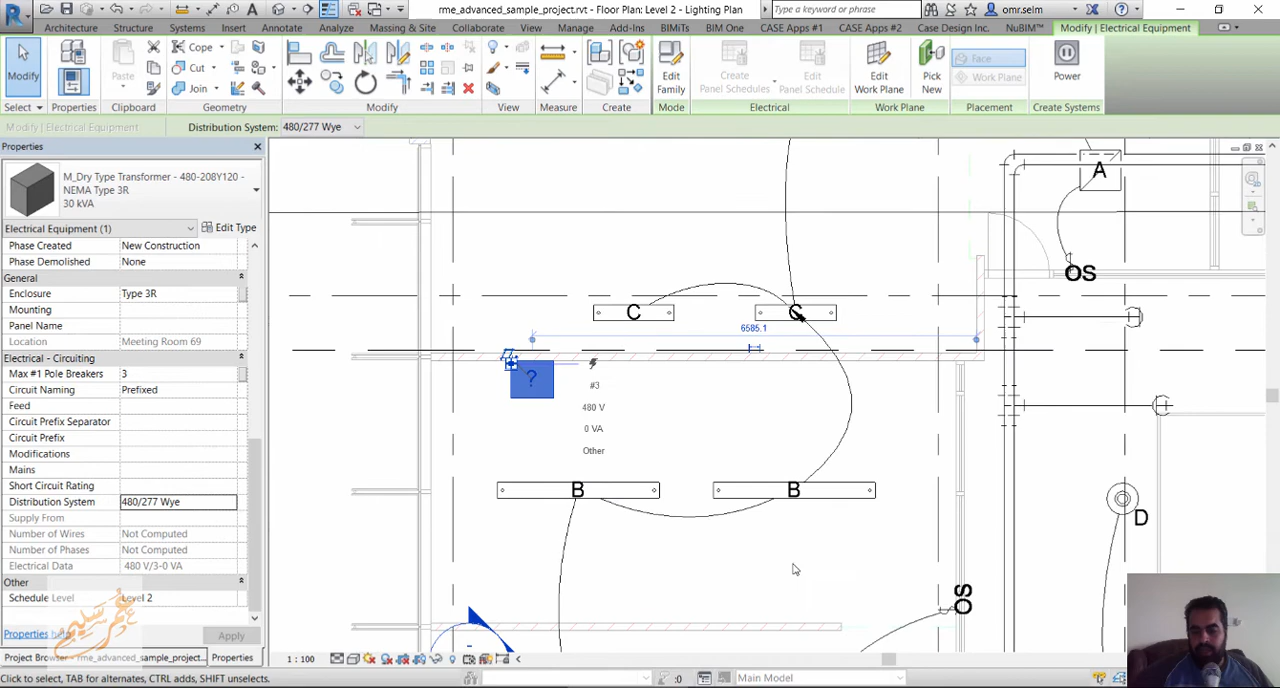 rme_advanced_sample_project.rvt - Floor Plan: Level 2 - Lighting Plan
Type a keyword or phrase
omr.selm
Architecture Structure Systems Insert Annotate Analyze Massing & Site Collaborate View Manage Add-Ins BiMiTs BIM One CASE Apps #1 CASE Apps #2 Case Design Inc. NuBIM™ Modify | Electrical Equipment
Modify
Paste
Cope
Cut
Join
Edit Family
Create Panel Schedules
Edit Panel Schedule
Edit Work Plane
Pick New
Face
Work Plane
Power
Select Properties Clipboard Geometry Modify View Measure Create Mode Electrical Work Plane Placement Create Systems
Modify | Electrical Equipment
Distribution System: 480/277 Wye
Properties
M_Dry Type Transformer - 480-208Y120 -
NEMA Type 3R
30 kVA
Electrical Equipment (1)
Edit Type
Phase Created New Construction
Phase Demolished None
General
Enclosure Type 3R
Mounting
Panel Name
Location Meeting Room 69
Electrical - Circuiting
Max #1 Pole Breakers 3
Circuit Naming Prefixed
Feed
Circuit Prefix Separator
Circuit Prefix
Modifications
Mains
Short Circuit Rating
Distribution System 480/277 Wye
Supply From
Number of Wires Not Computed
Number of Phases Not Computed
Electrical Data 480 V/3-0 VA
Other
Schedule Level Level 2
عمر سليم
Properties help
Apply
Project Browser - rme_advanced_sample_project...
Properties
A
OS
C
C
6585.1
?
#3
480 V
0 VA
Other
B
B
D
OS
1 : 100
Click to select, TAB for alternates, CTRL adds, SHIFT unselects.
:0
Main Model